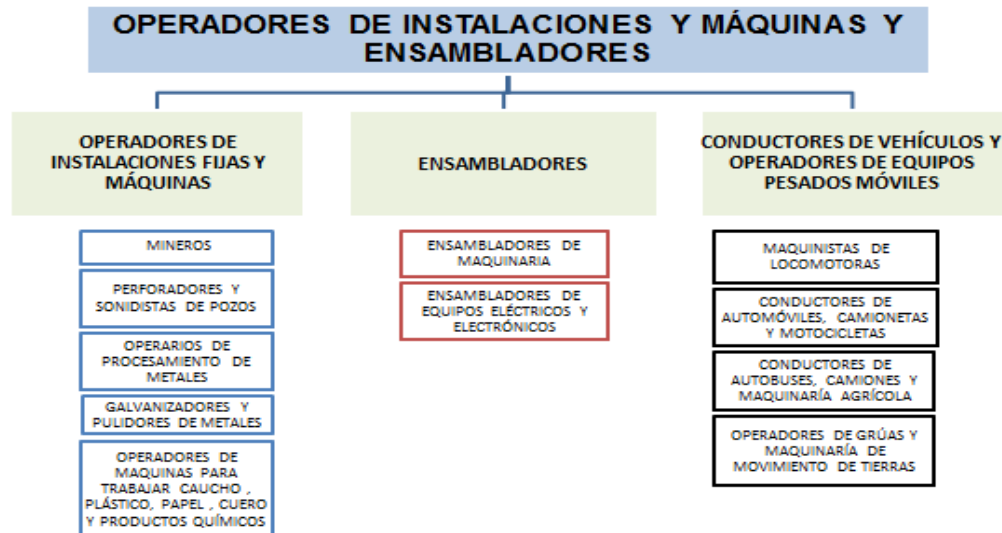 OPERADORES DE INSTALACIONES Y MÁQUINAS Y
ENSAMBLADORES
OPERADORES DE
INSTALACIONES FIJAS Y
MÁQUINAS
MINEROS
PERFORADORES Y
SONIDISTAS DE POZOS
OPERARIOS DE
PROCESAMIENTO DE
METALES
GALVANIZADORES Y
PULIDORES DE METALES
OPERADORES DE
MAQUINAS PARA
TRABAJAR CAUCHO ,
PLÁSTICO, PAPEL , CUERO
Y PRODUCTOS QUÍMICOS
ENSAMBLADORES
ENSAMBLADORES DE
MAQUINARIA
ENSAMBLADORES DE
EQUIPOS ELÉCTRICOS Y
ELECTRÓNICOS
CONDUCTORES DE VEHÍCULOS Y
OPERADORES DE EQUIPOS
PESADOS MÓVILES
MAQUINISTAS DE
LOCOMOTORAS
CONDUCTORES DE
AUTOMÓVILES, CAMIONETAS
Y MOTOCICLETAS
CONDUCTORES DE
AUTOBUSES, CAMIONES Y
MAQUINARÍA AGRÍCOLA
OPERADORES DE GRÚAS Y
MAQUINARÍA DE
MOVIMIENTO DE TIERRAS